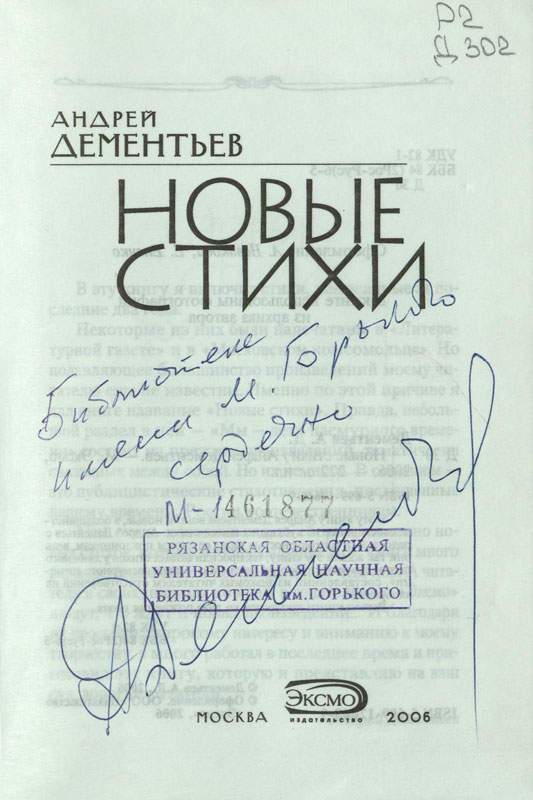 Р2
Д 302
АНДРЕЙ
ДЕМЕНТЬЕВ
НОВЫЕ
СТИХИ
Библиотеке
имени М. Горького
сердечно
М-1461877
РЯЗАНСКАЯ ОБЛАСТНАЯ
УНИВЕРСАЛЬНАЯ НАУЧНАЯ
БИБЛИОТЕКА им.ГОРЬКОГО
А Дементьев
МОСКВА ЭКСМО 2006
издательство